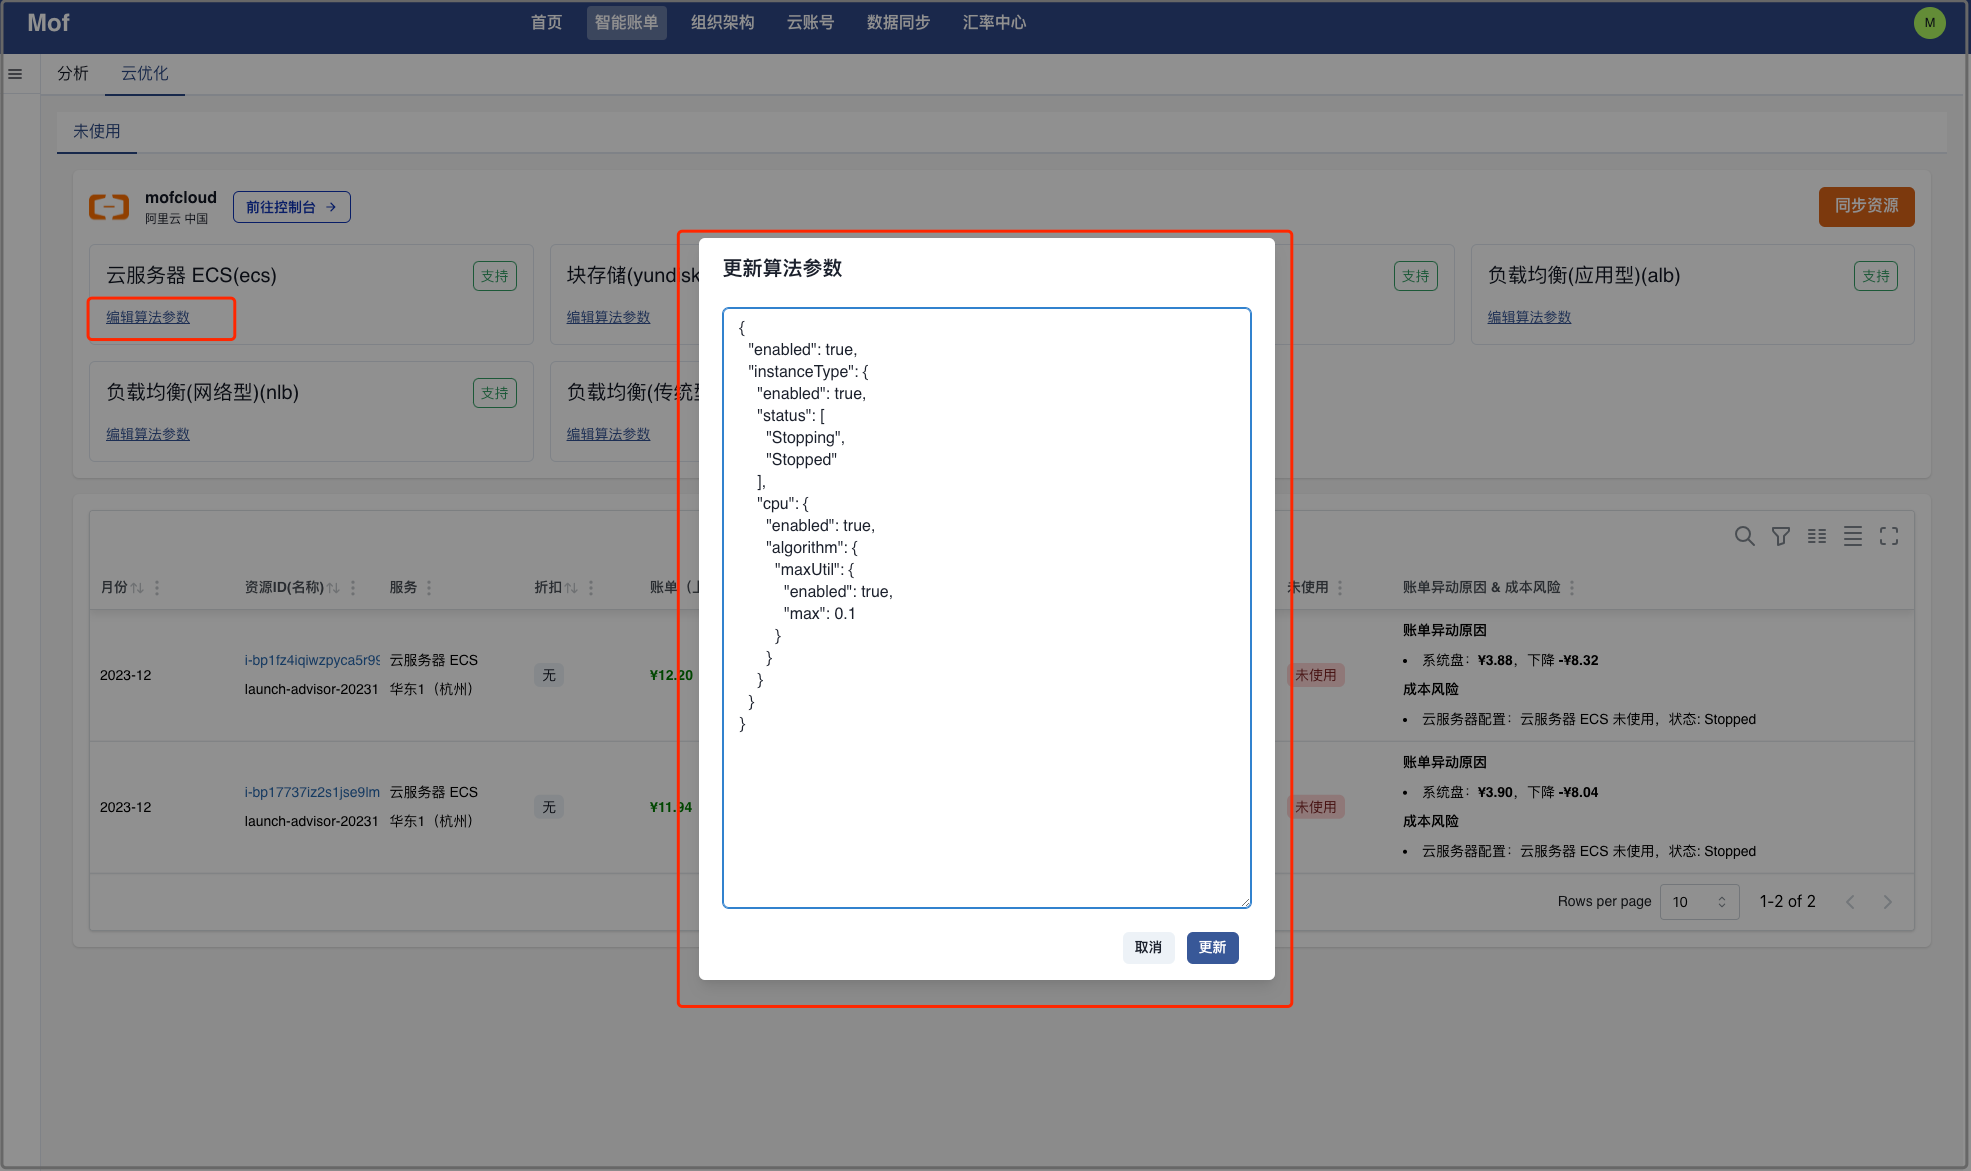 Mof
首页
智能账单
组织架构
云账号
数据同步
汇率中心
M
分析
云优化
未使用
mofcloud
阿里云 中国
前往控制台 →
同步资源
云服务器 ECS(ecs)
支持
编辑算法参数
块存储(yundisk
编辑算法参数
支持
负载均衡(应用型)(alb)
支持
编辑算法参数
负载均衡(网络型)(nlb)
支持
编辑算法参数
负载均衡(传统型
编辑算法参数
更新算法参数
{
"enabled": true,
"instanceType": {
"enabled": true,
"status": [
"Stopping",
"Stopped"
],
"cpu": {
"enabled": true,
"algorithm": {
"maxUtil": {
"enabled": true,
"max": 0.1
}
}
}
}
}
取消
更新
月份
资源ID(名称)
服务
折扣
账单（上
未使用
账单异动原因 & 成本风险
2023-12
i-bp1fz4iqiwzpyca5r99
launch-advisor-20231
云服务器 ECS
华东1（杭州）
无
¥12.20
未使用
账单异动原因
• 系统盘：¥3.88，下降 -¥8.32
成本风险
• 云服务器配置：云服务器 ECS 未使用，状态: Stopped
2023-12
i-bp17737iz2s1jse9lm
launch-advisor-20231
云服务器 ECS
华东1（杭州）
无
¥11.94
未使用
账单异动原因
• 系统盘：¥3.90，下降 -¥8.04
成本风险
• 云服务器配置：云服务器 ECS 未使用，状态: Stopped
Rows per page
10
1-2 of 2